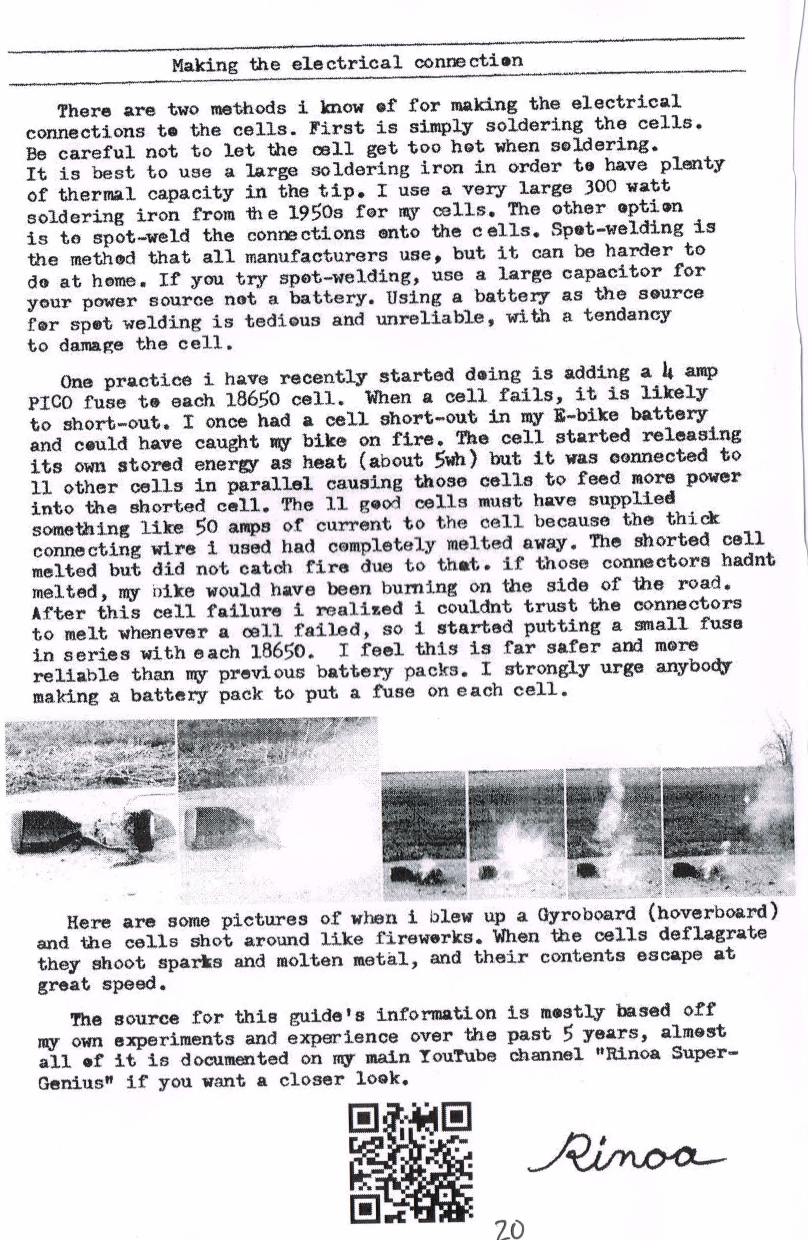 Making the electrical connection
There are two methods i know of for making the electrical
connections to the cells. First is simply soldering the cells.
Be careful not to let the cell get too hot when soldering.
It is best to use a large soldering iron in order to have plenty
of thermal capacity in the tip. I use a very large 300 watt
soldering iron from the 1950s for my cells. The other option
is to spot-weld the connections onto the cells. Spot-welding is
the method that all manufacturers use, but it can be harder to
do at home. If you try spot-welding, use a large capacitor for
your power source not a battery. Using a battery as the source
for spot welding is tedious and unreliable, with a tendancy
to damage the cell.
One practice i have recently started doing is adding a 4 amp
PICO fuse to each 18650 cell. When a cell fails, it is likely
to short-out. I once had a cell short-out in my E-bike battery
and could have caught my bike on fire. The cell started releasing
its own stored energy as heat (about 5wh) but it was connected to
11 other cells in parallel causing those cells to feed more power
into the shorted cell. The 11 good cells must have supplied
something like 50 amps of current to the cell because the thick
connecting wire i used had completely melted away. The shorted cell
melted but did not catch fire due to that. if those connectors hadnt
melted, my bike would have been burning on the side of the road.
After this cell failure i realized i couldnt trust the connectors
to melt whenever a cell failed, so i started putting a small fuse
in series with each 18650. I feel this is far safer and more
reliable than my previous battery packs. I strongly urge anybody
making a battery pack to put a fuse on each cell.
Here are some pictures of when i blew up a Gyroboard (hoverboard)
and the cells shot around like fireworks. When the cells deflagrate
they shoot sparks and molten metal, and their contents escape at
great speed.
The source for this guide's information is mostly based off
my own experiments and experience over the past 5 years, almost
all of it is documented on my main YouTube channel "Rinoa Super-
Genius" if you want a closer look.
Rinoa
20